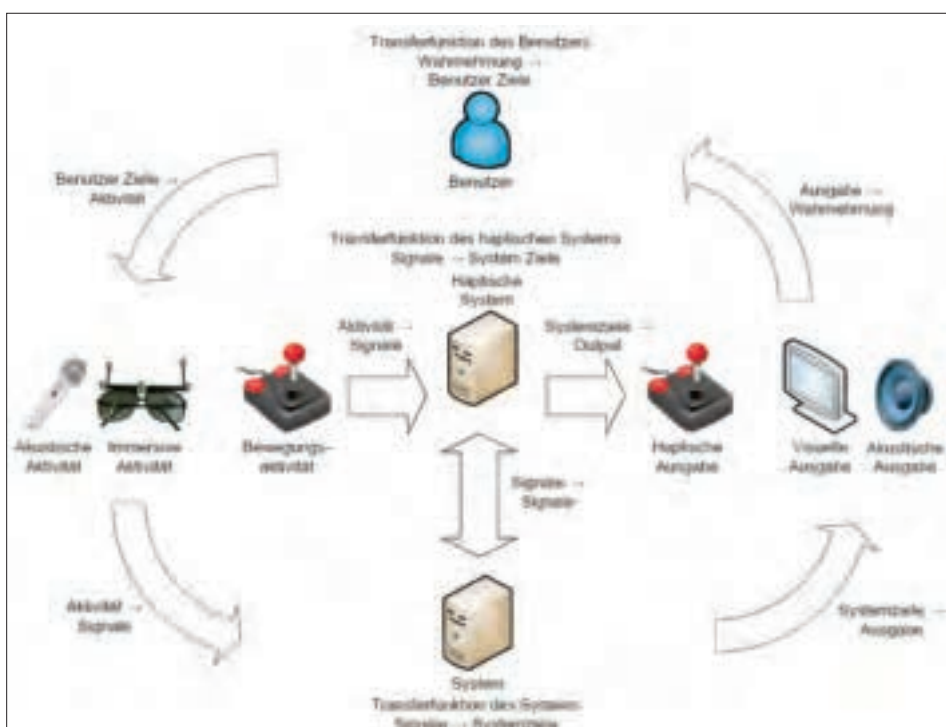 Transferfunktion des Benutzers
Wahrnehmung →
Benutzer Ziele
Benutzer
Benutzer Ziele →
Aktivität
Ausgabe →
Wahrnehmung
Transferfunktion des haptischen Systems
Signale → System Ziele
Haptische
System
Aktivität →
Signale
Systemziele →
Output
Akustische
Aktivität
Immersive
Aktivität
Bewegungs-
aktivität
Haptische
Ausgabe
Visuelle
Ausgabe
Akustische
Ausgabe
Signale →
Signale
Aktivität →
Signale
Systemziele →
Ausgabe
System
Transferfunktion des Systems
Signale → Systemziele